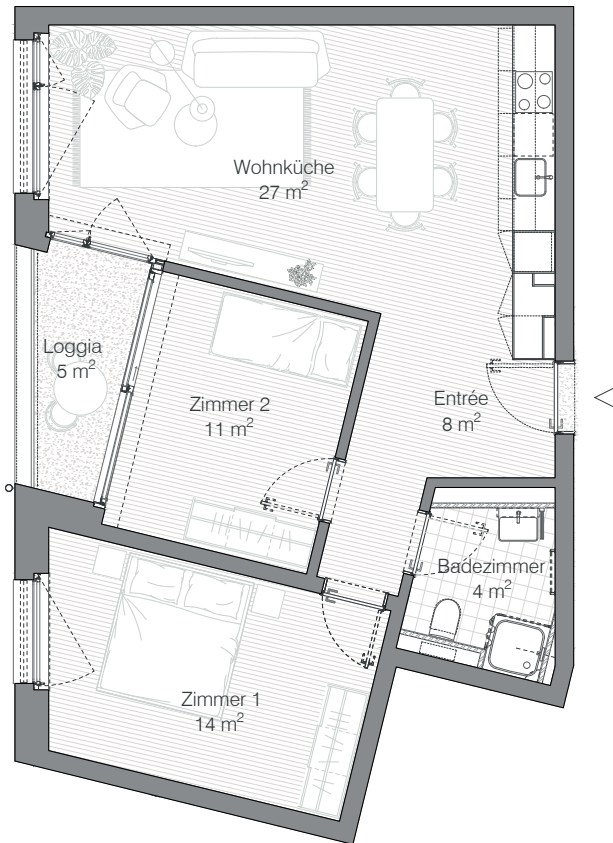 Wohnküche
27 m²
Loggia
5 m²
Zimmer 2
11 m²
Entrée
8 m²
Badezimmer
4 m²
Zimmer 1
14 m²